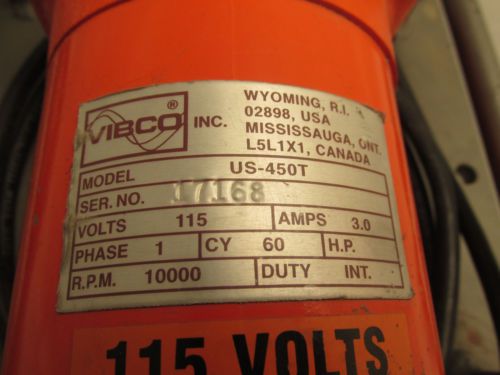 VIBCO ® INC.
WYOMING, R.I.
02898, USA
MISSISSAUGA, ONT.
L5L1X1, CANADA
MODEL US-450T
SER. NO. 17168
VOLTS 115 AMPS 3.0
PHASE 1 CY 60 H.P.
R.P.M. 10000 DUTY INT.
115 VOLTS